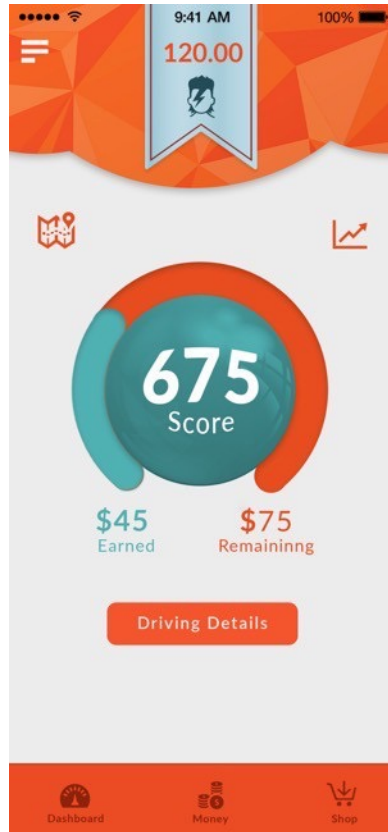 9:41 AM
100%
120.00
675
Score
$45
$75
Earned
Remaininng
Driving Details
Dashboard
Money
Shop